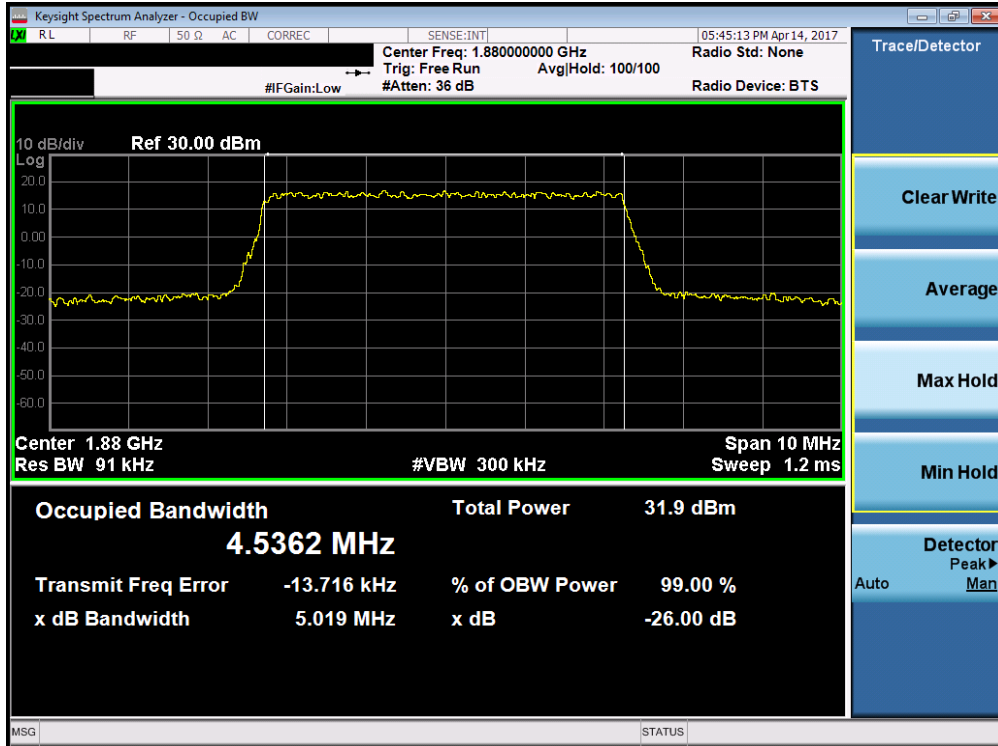 Keysight Spectrum Analyzer - Occupied BW
LXI RL RF 50 Ω AC CORREC SENSE:INT 05:45:13 PM Apr 14, 2017
Center Freq: 1.880000000 GHz Radio Std: None
Trig: Free Run Avg|Hold: 100/100
#IFGain:Low #Atten: 36 dB Radio Device: BTS
10 dB/div Ref 30.00 dBm
Log
20.0
10.0
0.00
-10.0
-20.0
-30.0
-40.0
-50.0
-60.0
Center 1.88 GHz Span 10 MHz
Res BW 91 kHz #VBW 300 kHz Sweep 1.2 ms
Occupied Bandwidth Total Power 31.9 dBm
4.5362 MHz
Transmit Freq Error -13.716 kHz % of OBW Power 99.00 %
x dB Bandwidth 5.019 MHz x dB -26.00 dB
MSG STATUS
Trace/Detector
Clear Write
Average
Max Hold
Min Hold
Detector
Peak▶
Auto Man